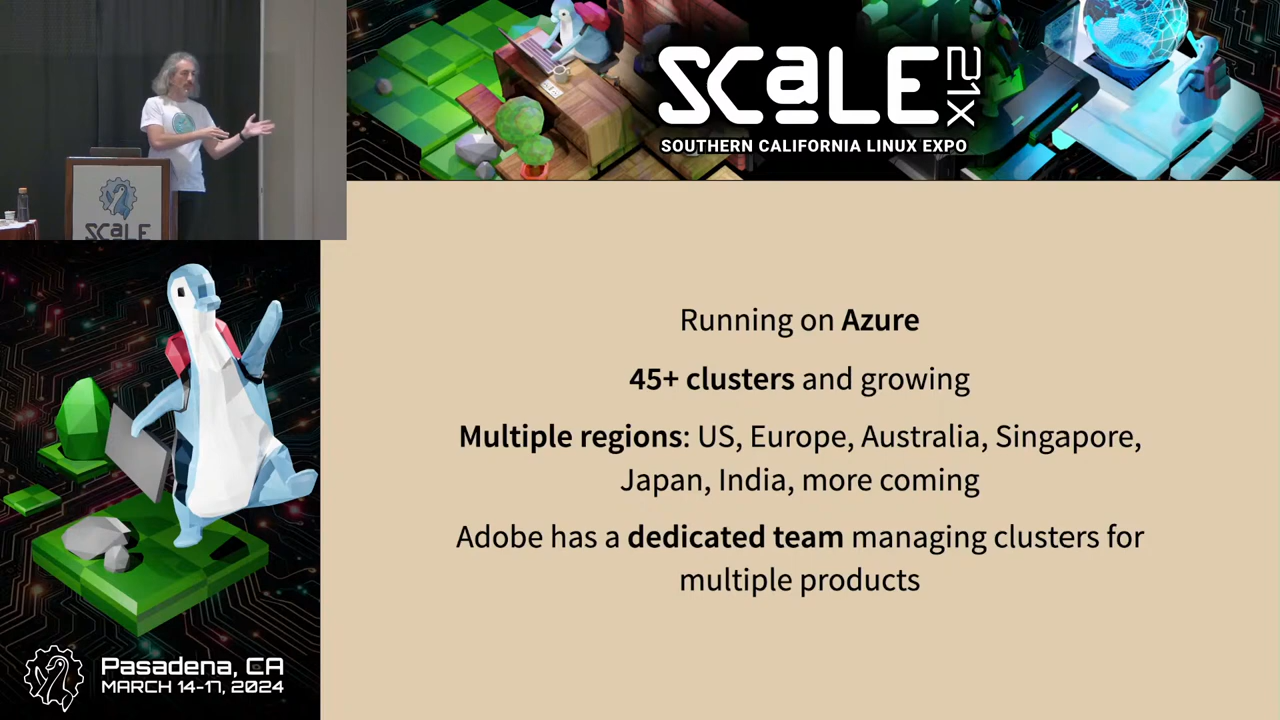 SCALE
21X
SOUTHERN CALIFORNIA LINUX EXPO
SCALE
Running on Azure
45+ clusters and growing
Multiple regions: US, Europe, Australia, Singapore,
Japan, India, more coming
Adobe has a dedicated team managing clusters for
multiple products
Pasadena, CA
MARCH 14-17, 2024